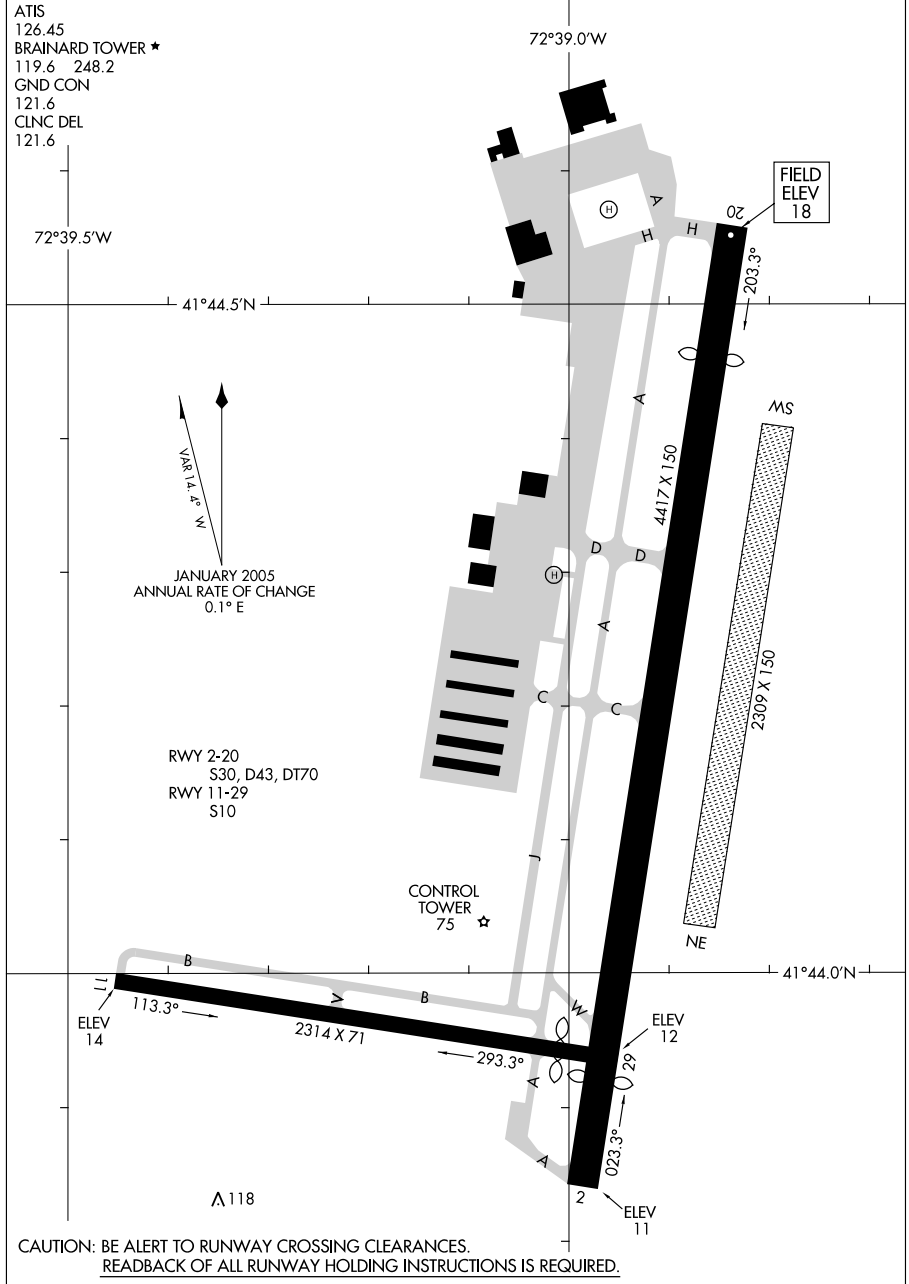 ATIS
126.45
BRAINARD TOWER ★
119.6 248.2
GND CON
121.6
CLNC DEL
121.6
72°39.0'W
72°39.5'W
FIELD
ELEV
18
20
A
H
H
H
203.3°
41°44.5'N
A
SW
VAR 14.4° W
4417 X 150
JANUARY 2005
ANNUAL RATE OF CHANGE
0.1° E
D
D
H
A
2309 X 150
C
C
RWY 2-20
S30, D43, DT70
RWY 11-29
S10
J
CONTROL
TOWER
75
NE
B
41°44.0'N
11
V
B
W
113.3°
ELEV
14
2314 X 71
ELEV
12
293.3°
29
A
023.3°
A
2
118
ELEV
11
CAUTION: BE ALERT TO RUNWAY CROSSING CLEARANCES.
READBACK OF ALL RUNWAY HOLDING INSTRUCTIONS IS REQUIRED.